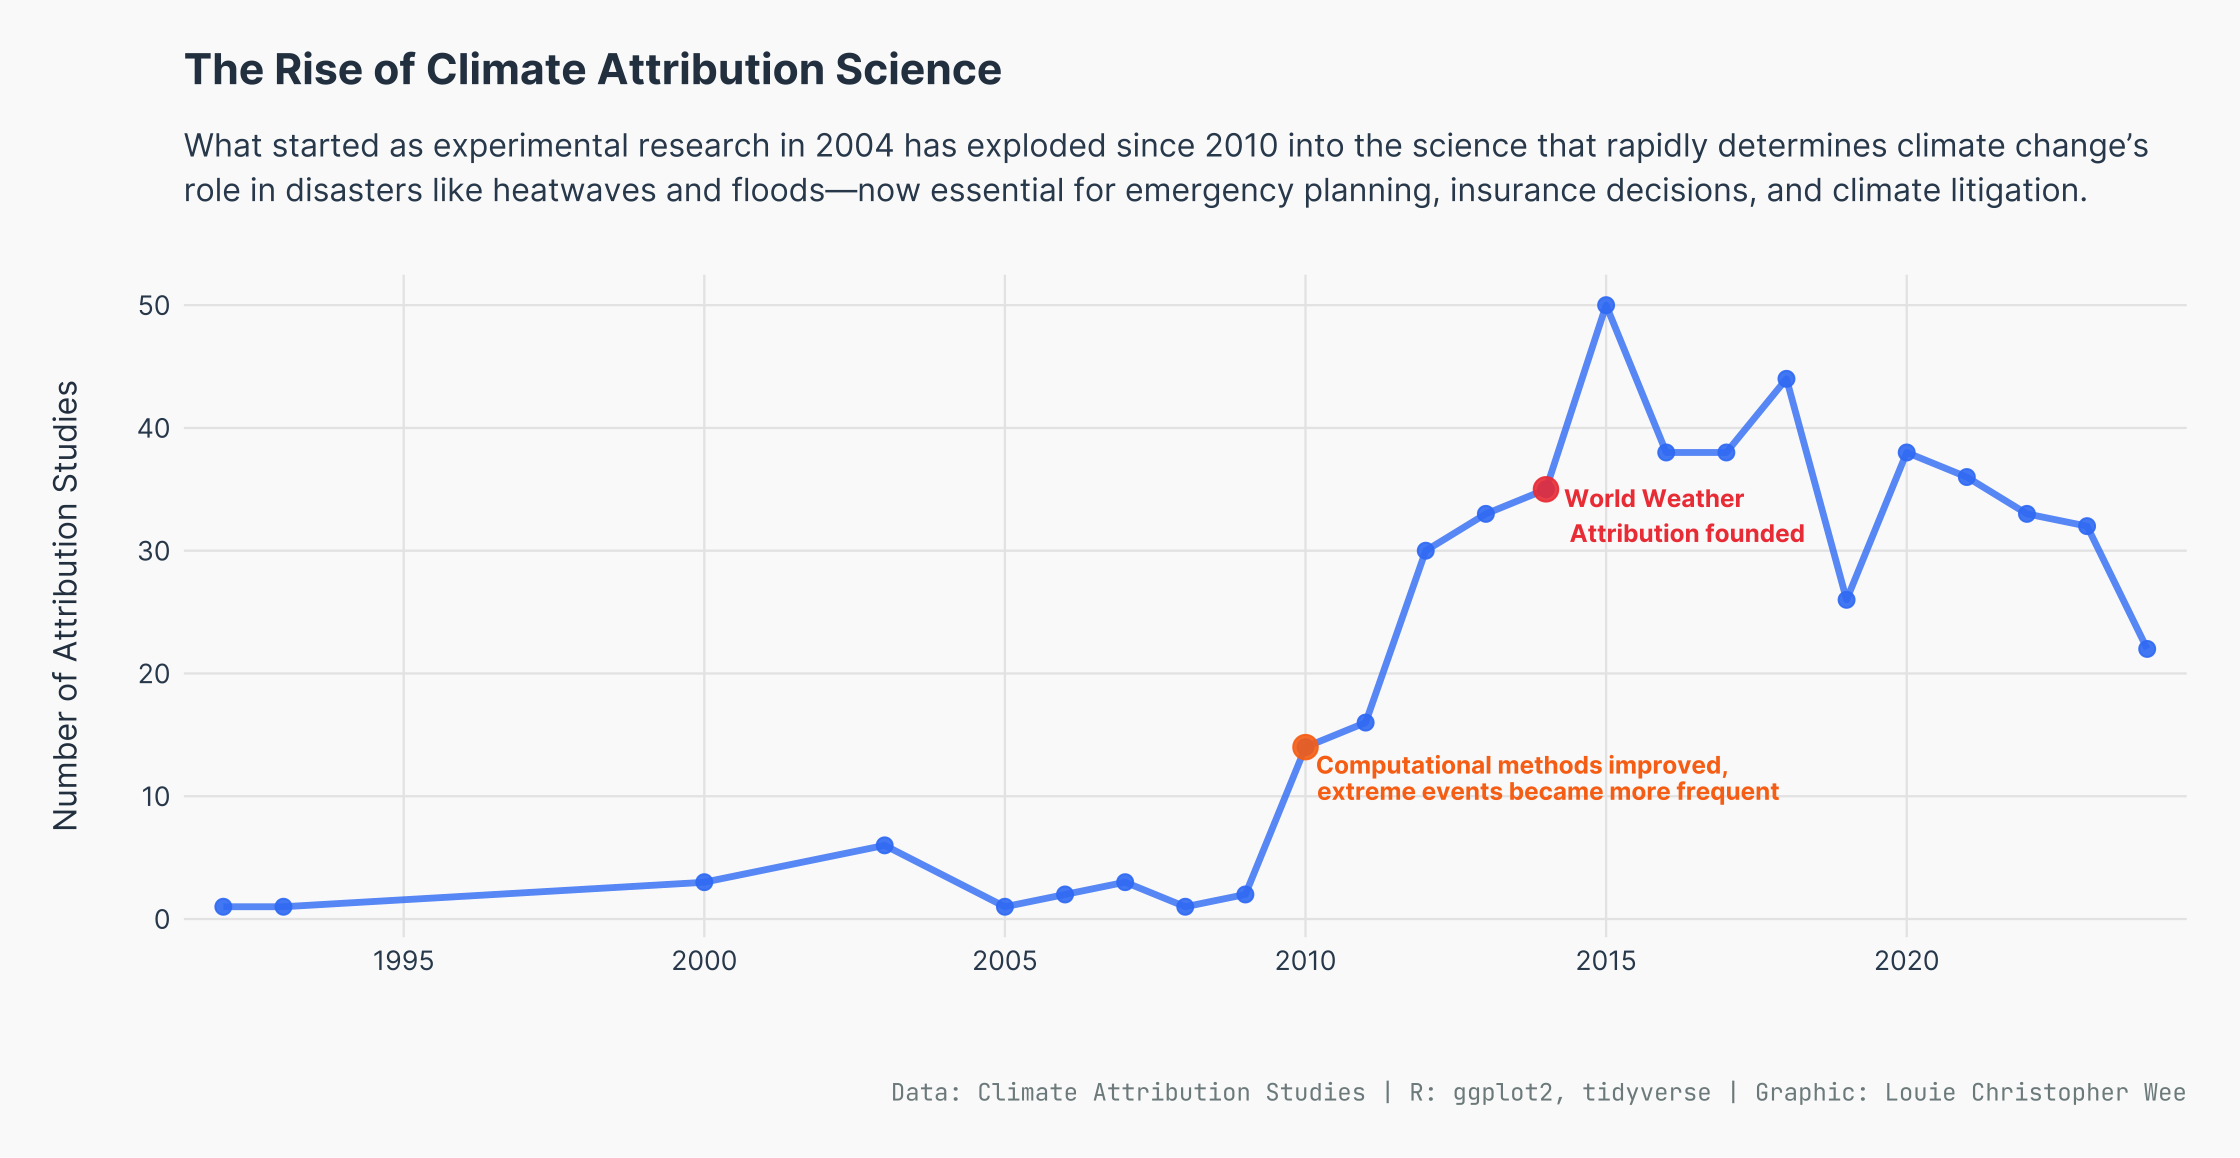 The Rise of Climate Attribution Science
What started as experimental research in 2004 has exploded since 2010 into the science that rapidly determines climate change’s
role in disasters like heatwaves and floods—now essential for emergency planning, insurance decisions, and climate litigation.
Number of Attribution Studies
50
40
30
20
10
0
World Weather
Attribution founded
Computational methods improved,
extreme events became more frequent
1995 2000 2005 2010 2015 2020
Data: Climate Attribution Studies | R: ggplot2, tidyverse | Graphic: Louie Christopher Wee